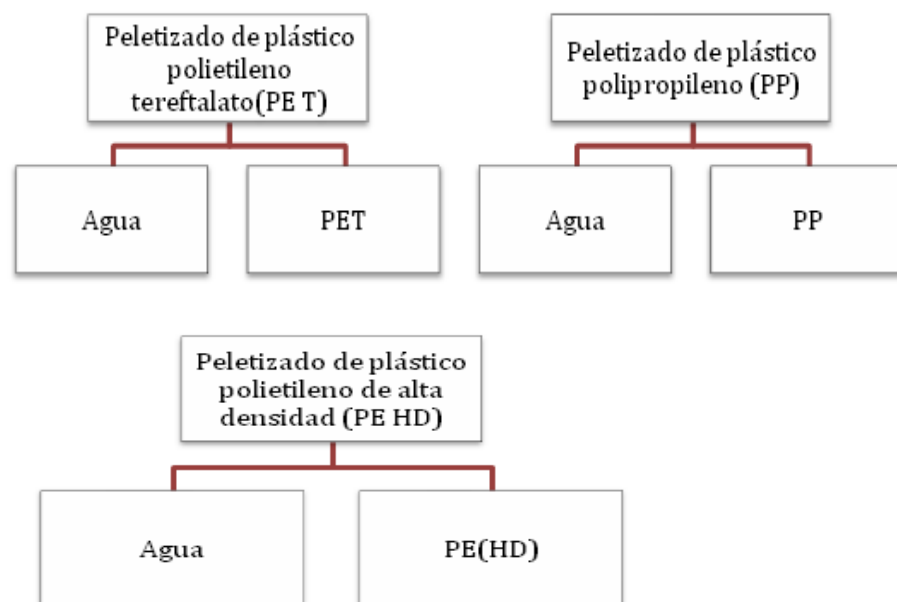 Peletizado de plástico
polietileno
tereftalato(PE T)
Peletizado de plástico
polipropileno (PP)
Agua
PET
Agua
PP
Peletizado de plástico
polietileno de alta
densidad (PE HD)
Agua
PE(HD)